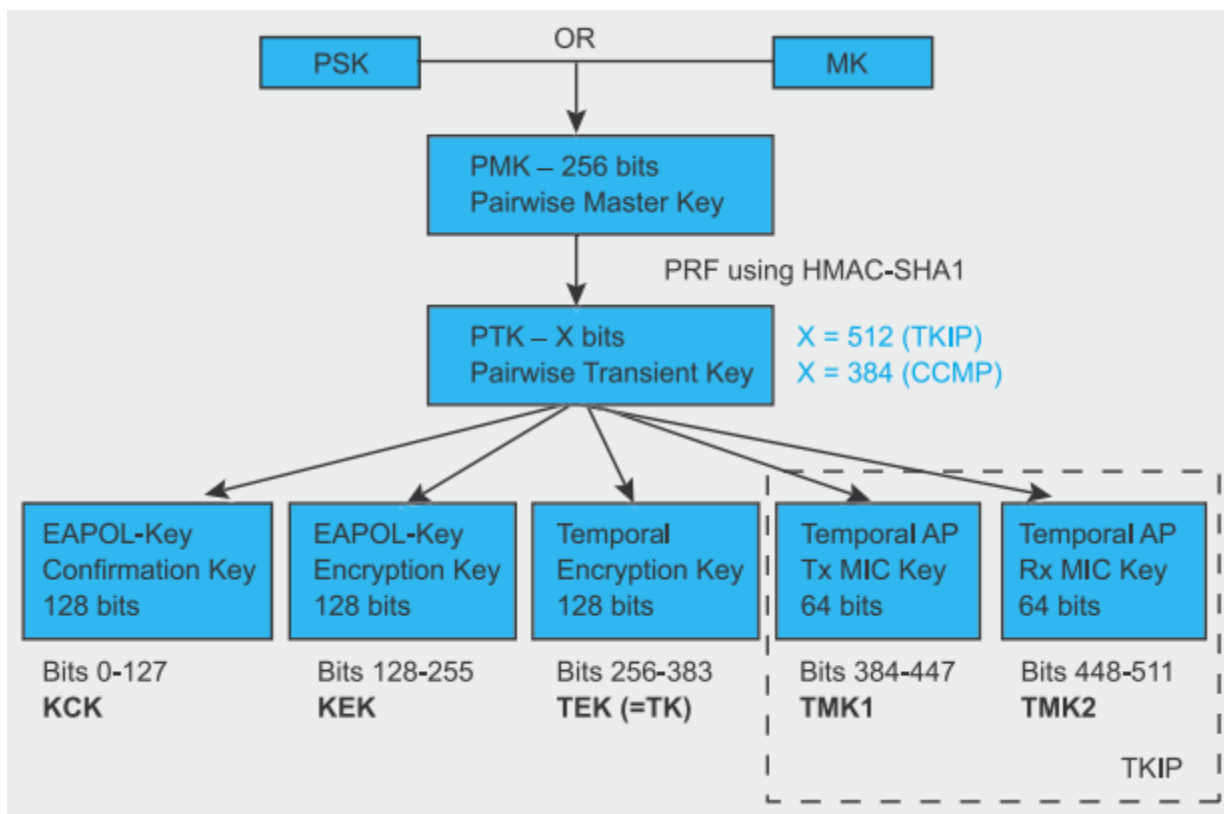 OR
PSK
MK
PMK – 256 bits
Pairwise Master Key
PRF using HMAC-SHA1
PTK – X bits
Pairwise Transient Key
X = 512 (TKIP)
X = 384 (CCMP)
EAPOL-Key
Confirmation Key
128 bits
EAPOL-Key
Encryption Key
128 bits
Temporal
Encryption Key
128 bits
Temporal AP
Tx MIC Key
64 bits
Temporal AP
Rx MIC Key
64 bits
Bits 0-127
KCK
Bits 128-255
KEK
Bits 256-383
TEK (=TK)
Bits 384-447
TMK1
Bits 448-511
TMK2
TKIP